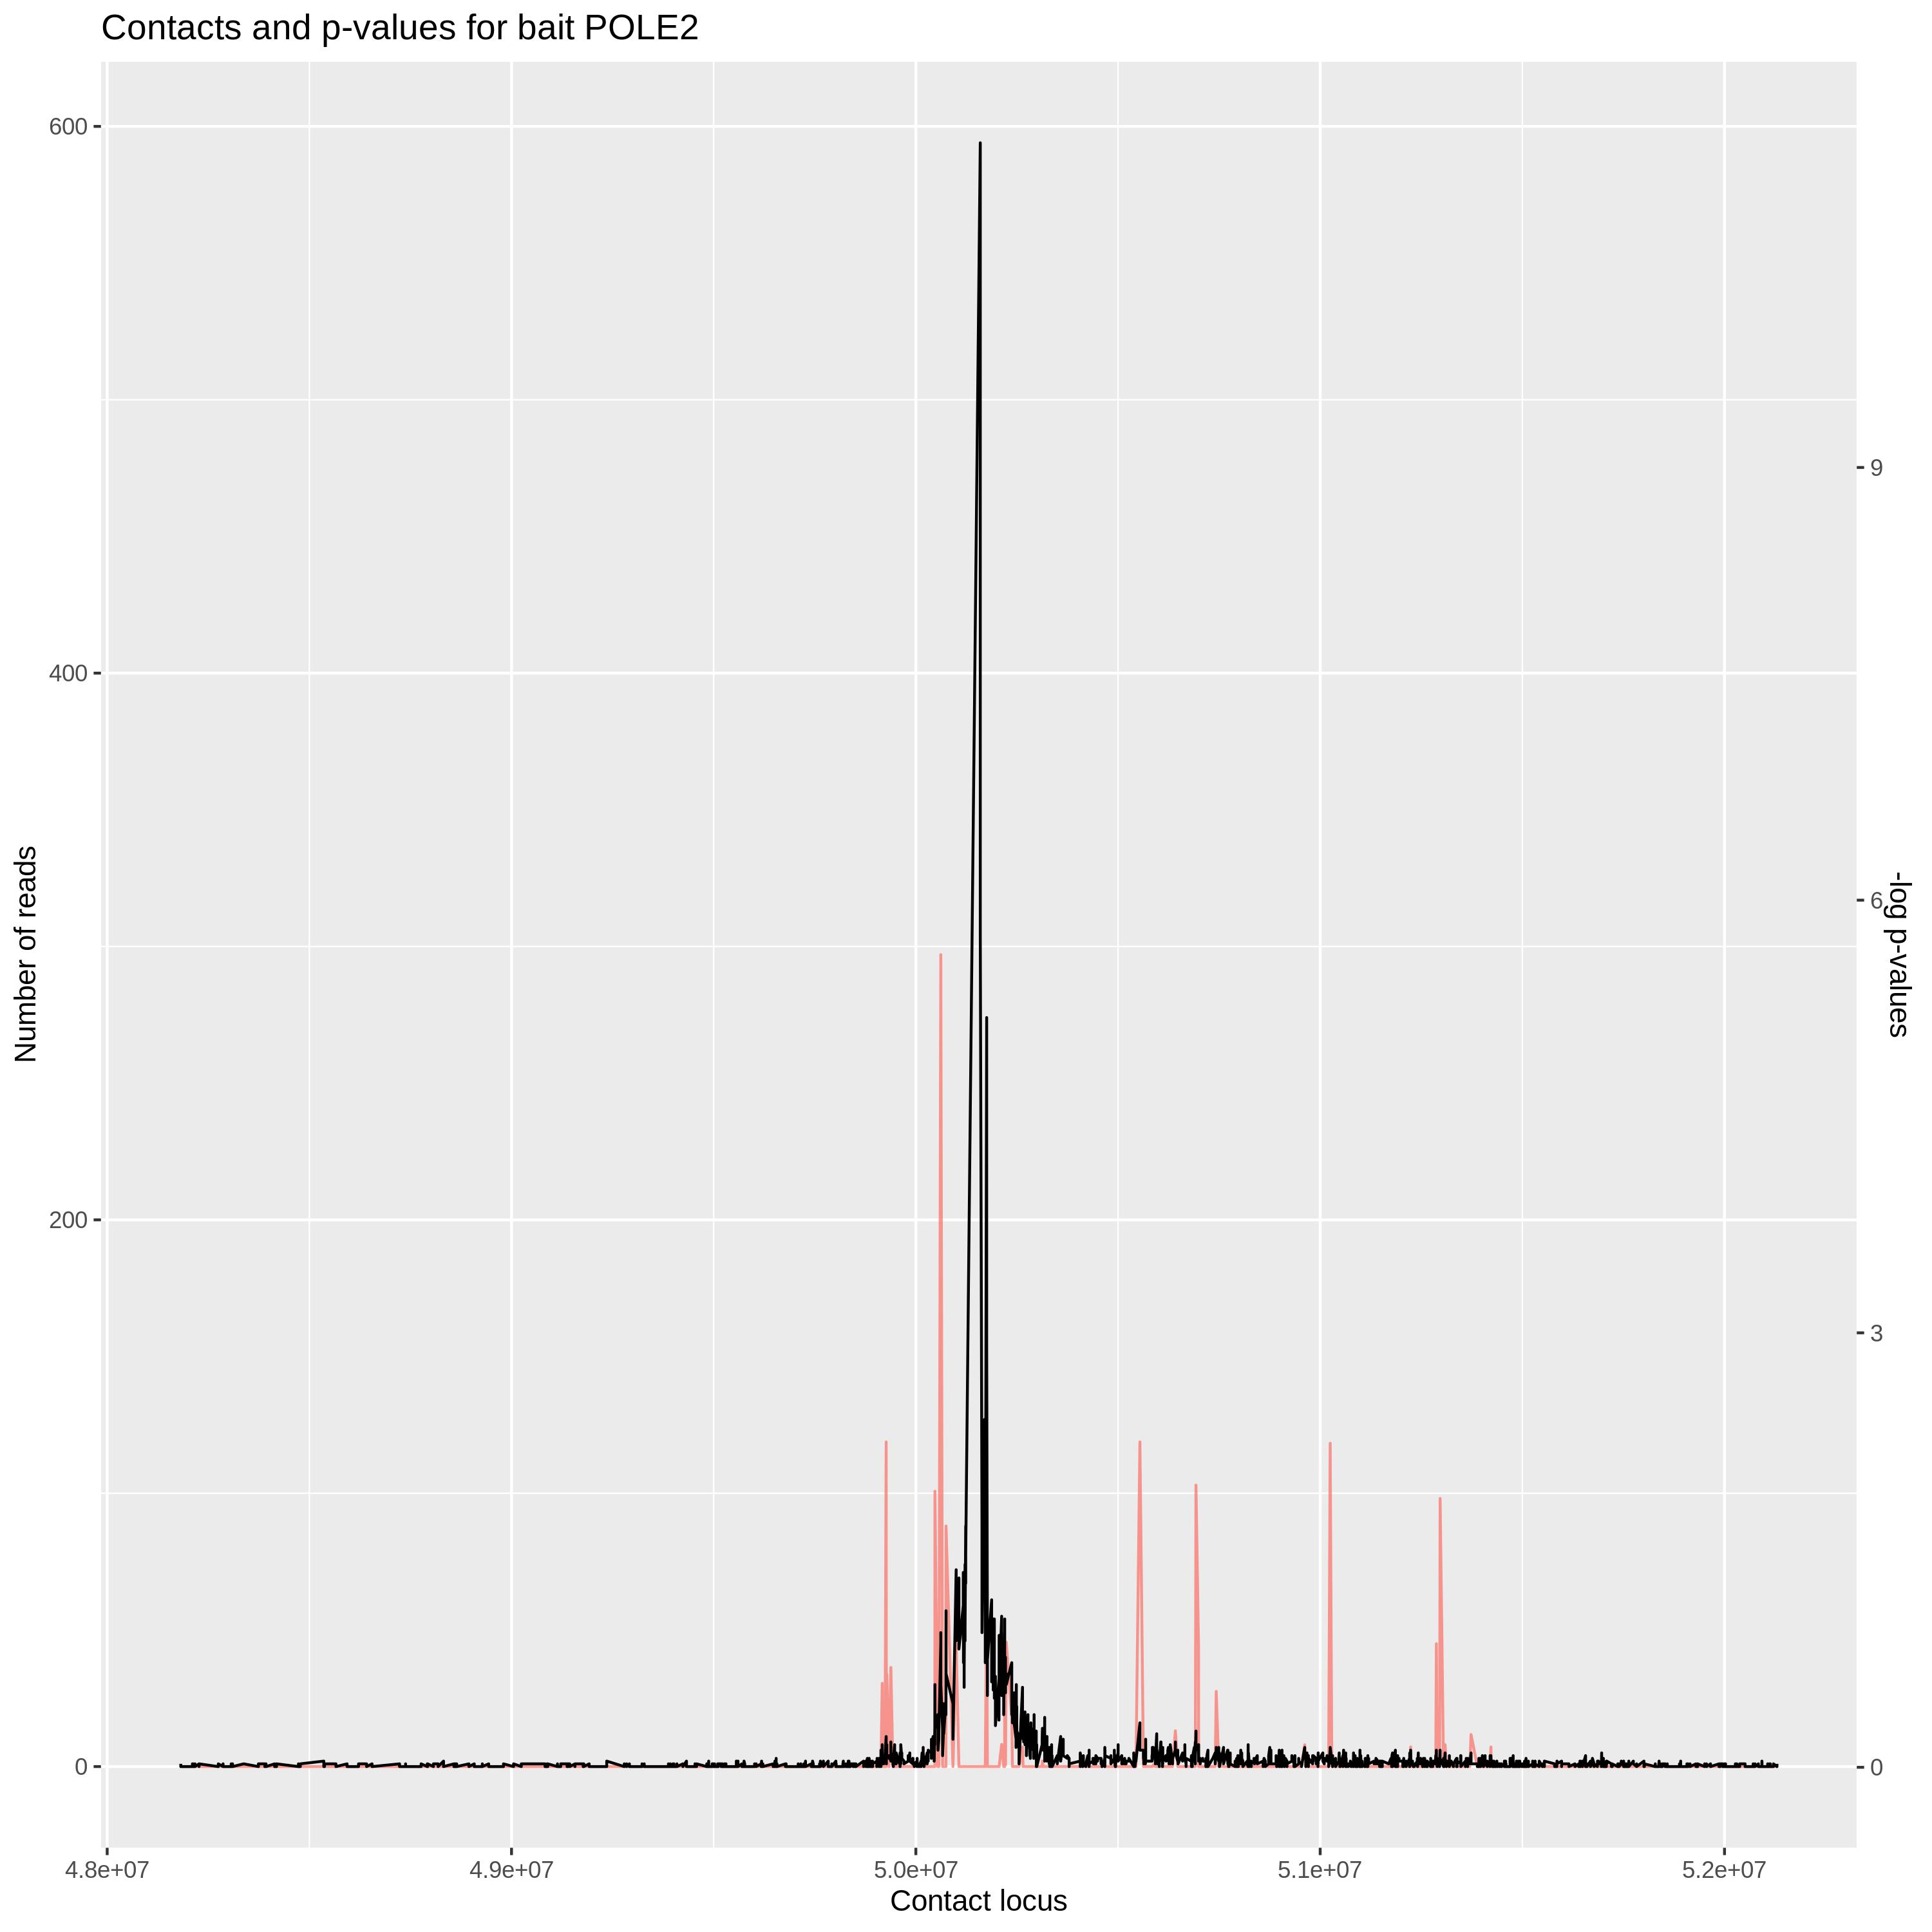 Contacts and p-values for bait POLE2
600
400
200
0
Number of reads
9
6
3
0
-log p-values
4.8e+07
4.9e+07
5.0e+07
5.1e+07
5.2e+07
Contact locus